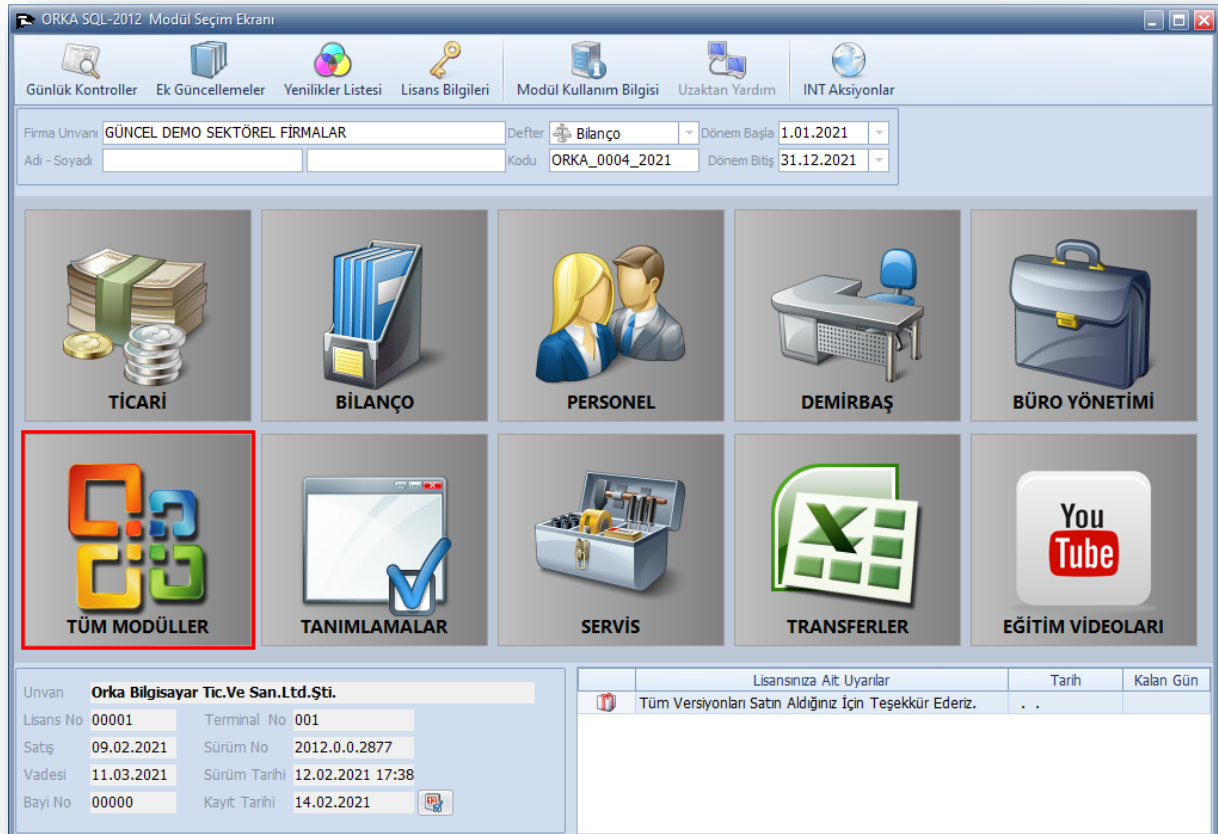 ORKA SQL-2012 Modül Seçim Ekranı
Günlük Kontroller Ek Güncellemeler Yenilikler Listesi Lisans Bilgileri Modül Kullanım Bilgisi Uzaktan Yardım INT Aksiyonlar
Firma Unvanı GÜNCEL DEMO SEKTÖREL FİRMALAR Defter Bilanço Dönem Başla 1.01.2021
Adı - Soyadı Kodu ORKA_0004_2021 Dönem Bitiş 31.12.2021
TİCARİ BİLANÇO PERSONEL DEMİRBAŞ BÜRO YÖNETİMİ
You
Tube
TÜM MODÜLLER TANIMLAMALAR SERVİS TRANSFERLER EĞİTİM VİDEOLARI
Unvan Orka Bilgisayar Tic.Ve San.Ltd.Şti.
Lisans No 00001 Terminal No 001
Satış 09.02.2021 Sürüm No 2012.0.0.2877
Vadesi 11.03.2021 Sürüm Tarihi 12.02.2021 17:38
Bayi No 00000 Kayıt Tarihi 14.02.2021
Lisansınıza Ait Uyarılar Tarih Kalan Gün
Tüm Versiyonları Satın Aldığınız İçin Teşekkür Ederiz. . .